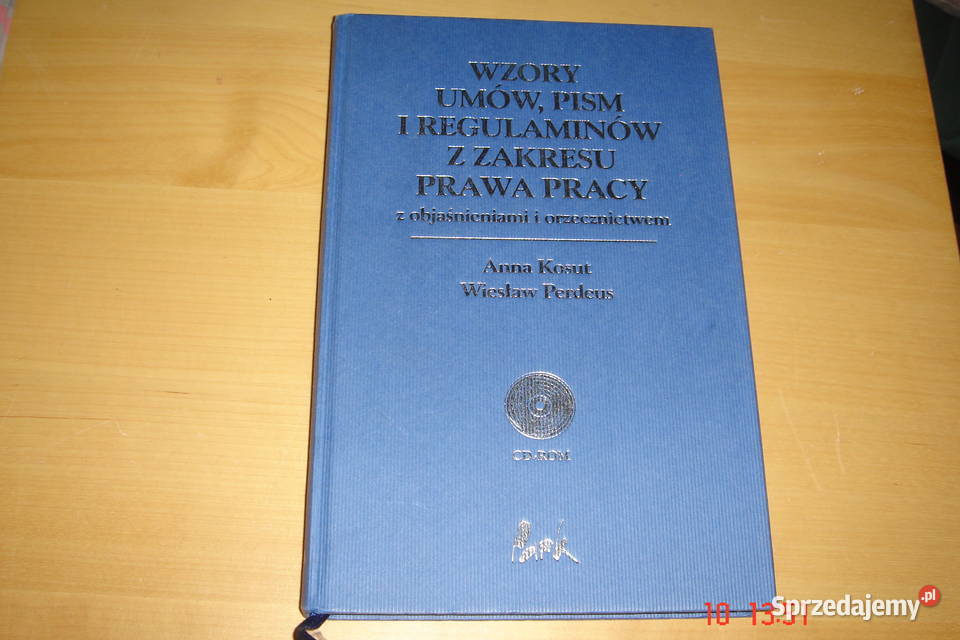 WZORY
UMÓW, PISM
I REGULAMINÓW
Z ZAKRESU
PRAWA PRACY
z objaśnieniami i orzecznictwem
Anna Kosut
Wiesław Perdeus
CD-ROM
Sprzedajemy.pl